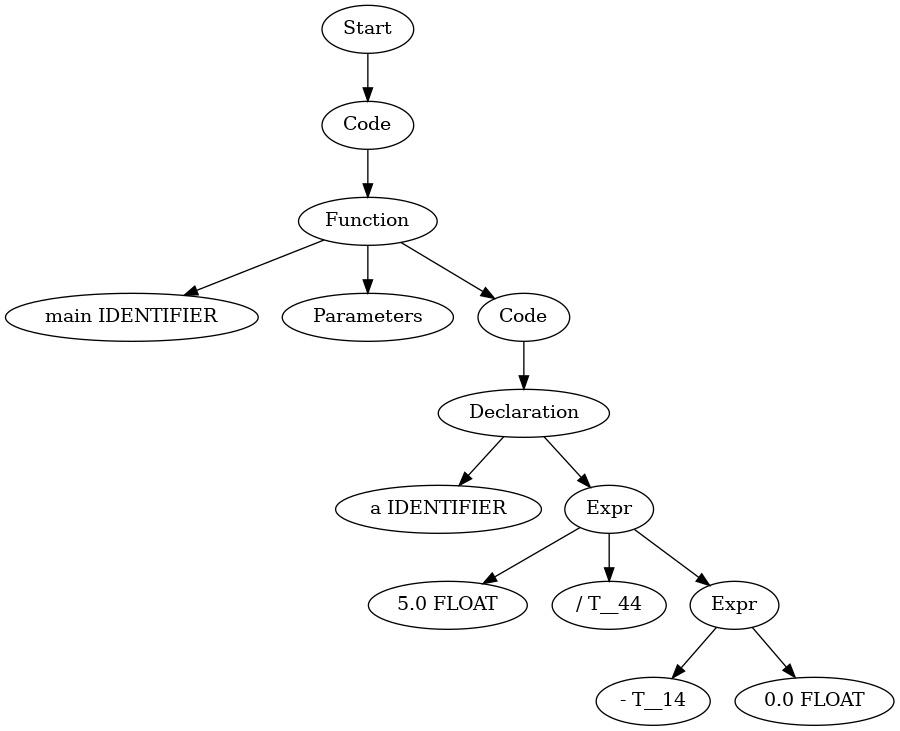 Start
Code
Function
main IDENTIFIER
Parameters
Code
Declaration
a IDENTIFIER
Expr
5.0 FLOAT
/ T__44
Expr
- T__14
0.0 FLOAT